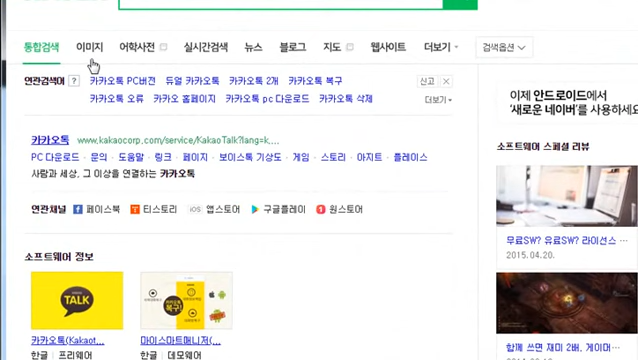 통합검색 이미지 어학사전 실시간검색 뉴스 블로그 지도 웹사이트 더보기 검색옵션
연관검색어 ? 카카오톡 PC버전 듀얼 카카오톡 카카오톡 2개 카카오톡 복구 신고 X
카카오톡 오류 카카오 홈페이지 카카오톡 pc 다운로드 카카오톡 삭제 더보기
이제 안드로이드에서
'새로운 네이버'를 사용하세요
카카오톡 www.kakaocorp.com/service/KakaoTalk?lang=k...
PC 다운로드 · 문의 · 도움말 · 링크 · 페이지 · 보이스톡 기상도 · 게임 · 스토리 · 아지트 · 플레이스
사람과 세상, 그 이상을 연결하는 카카오톡
연관채널 페이스북 티스토리 iOS 앱스토어 구글플레이 원스토어
소프트웨어 스페셜 리뷰
무료SW? 유료SW? 라이선스 ...
2015.04.20.
함께 쓰면 재미 2배, 게이머...
소프트웨어 정보
TALK
카카오톡
복구!
카카오톡(Kakaot...
한글 프리웨어
마이스마트매니저(...
한글 데모웨어